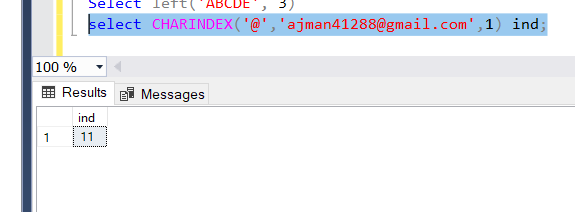 Select left('ABCDE', 3)
select CHARINDEX('@','ajman41288@gmail.com',1) ind;
100 %
Results Messages
ind
1 11